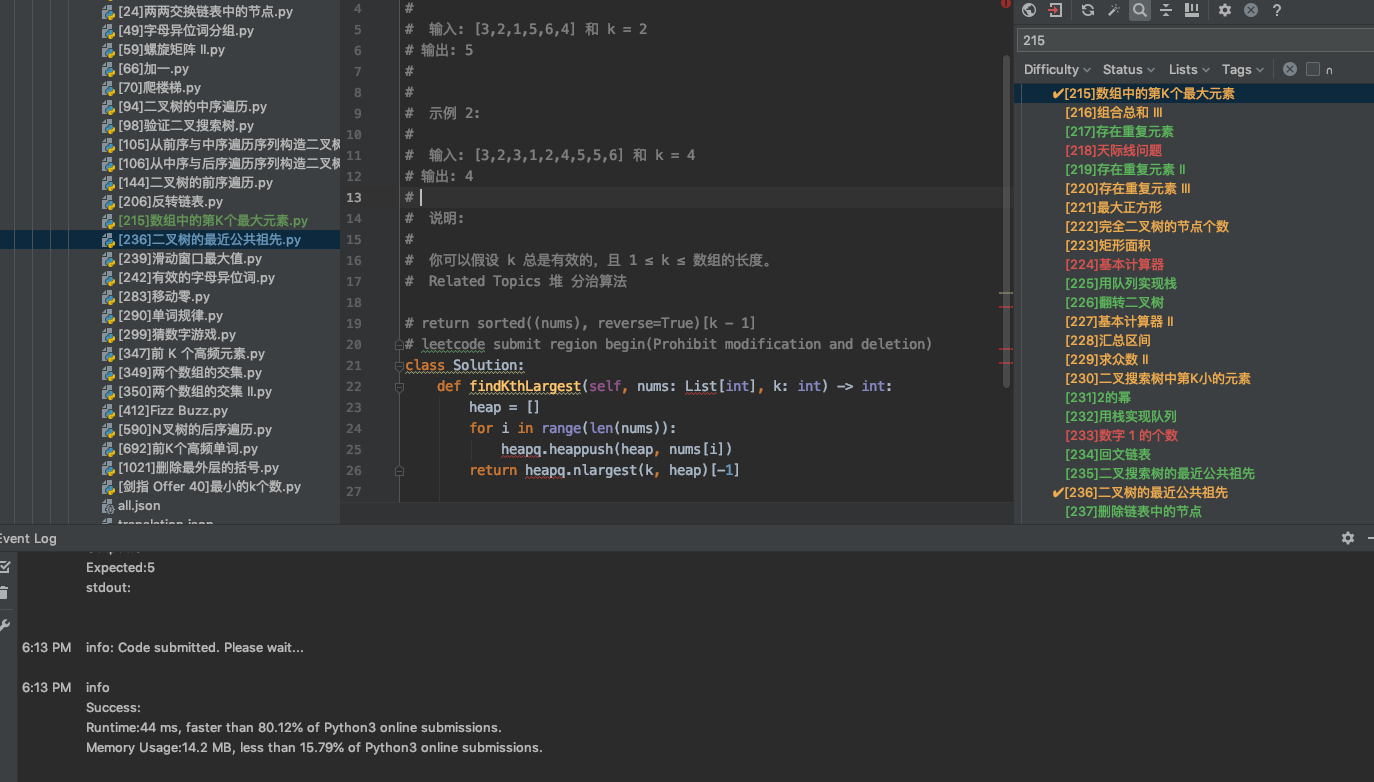 [24]两两交换链表中的节点.py
[49]字母异位词分组.py
[59]螺旋矩阵 II.py
[66]加一.py
[70]爬楼梯.py
[94]二叉树的中序遍历.py
[98]验证二叉搜索树.py
[105]从前序与中序遍历序列构造二叉树
[106]从中序与后序遍历序列构造二叉树
[144]二叉树的前序遍历.py
[206]反转链表.py
[215]数组中的第K个最大元素.py
[236]二叉树的最近公共祖先.py
[239]滑动窗口最大值.py
[242]有效的字母异位词.py
[283]移动零.py
[290]单词规律.py
[299]猜数字游戏.py
[347]前 K 个高频元素.py
[349]两个数组的交集.py
[350]两个数组的交集 II.py
[412]Fizz Buzz.py
[590]N叉树的后序遍历.py
[692]前K个高频单词.py
[1021]删除最外层的括号.py
[剑指 Offer 40]最小的k个数.py
all.json
translation.json
4 #
5 # 输入: [3,2,1,5,6,4] 和 k = 2
6 # 输出: 5
7 #
8 #
9 # 示例 2:
10 #
11 # 输入: [3,2,3,1,2,4,5,5,6] 和 k = 4
12 # 输出: 4
13 #
14 # 说明:
15 #
16 # 你可以假设 k 总是有效的，且 1 ≤ k ≤ 数组的长度。
17 # Related Topics 堆 分治算法
18
19 # return sorted((nums), reverse=True)[k - 1]
20 # leetcode submit region begin(Prohibit modification and deletion)
21 class Solution:
22 def findKthLargest(self, nums: List[int], k: int) -> int:
23 heap = []
24 for i in range(len(nums)):
25 heapq.heappush(heap, nums[i])
26 return heapq.nlargest(k, heap)[-1]
27
215
Difficulty Status Lists Tags
✔[215]数组中的第K个最大元素
[216]组合总和 III
[217]存在重复元素
[218]天际线问题
[219]存在重复元素 II
[220]存在重复元素 III
[221]最大正方形
[222]完全二叉树的节点个数
[223]矩形面积
[224]基本计算器
[225]用队列实现栈
[226]翻转二叉树
[227]基本计算器 II
[228]汇总区间
[229]求众数 II
[230]二叉搜索树中第K小的元素
[231]2的幂
[232]用栈实现队列
[233]数字 1 的个数
[234]回文链表
[235]二叉搜索树的最近公共祖先
✔[236]二叉树的最近公共祖先
[237]删除链表中的节点
Event Log
Expected:5
stdout:
6:13 PM info: Code submitted. Please wait...
6:13 PM info
Success:
Runtime:44 ms, faster than 80.12% of Python3 online submissions.
Memory Usage:14.2 MB, less than 15.79% of Python3 online submissions.